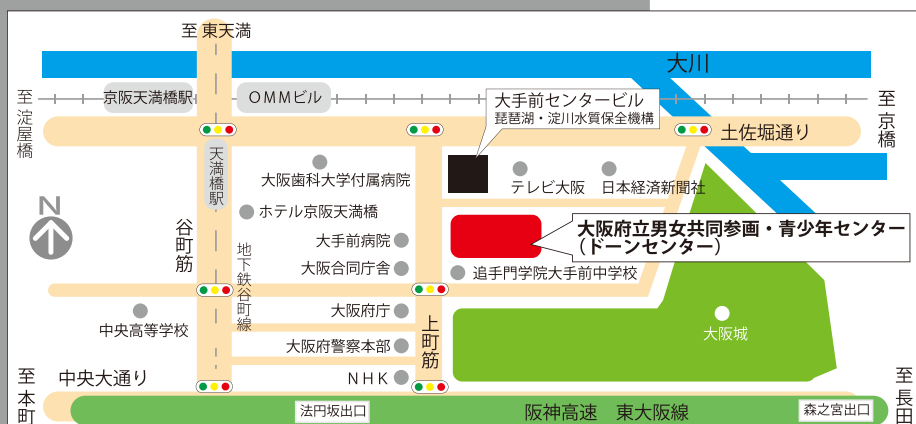 至 東天満
大川
至淀屋橋
京阪天満橋駅
OMMビル
大手前センタービル
琵琶湖・淀川水質保全機構
至京橋
土佐堀通り
天満橋駅
大阪歯科大学付属病院
テレビ大阪
日本経済新聞社
N
ホテル京阪天満橋
谷町筋
地下鉄谷町線
大手前病院
大阪合同庁舎
大阪府立男女共同参画・青少年センター
(ドーンセンター)
追手門学院大手前中学校
中央高等学校
大阪府庁
上町筋
大阪城
大阪府警察本部
NHK
至本町
中央大通り
至長田
法円坂出口
阪神高速 東大阪線
森之宮出口